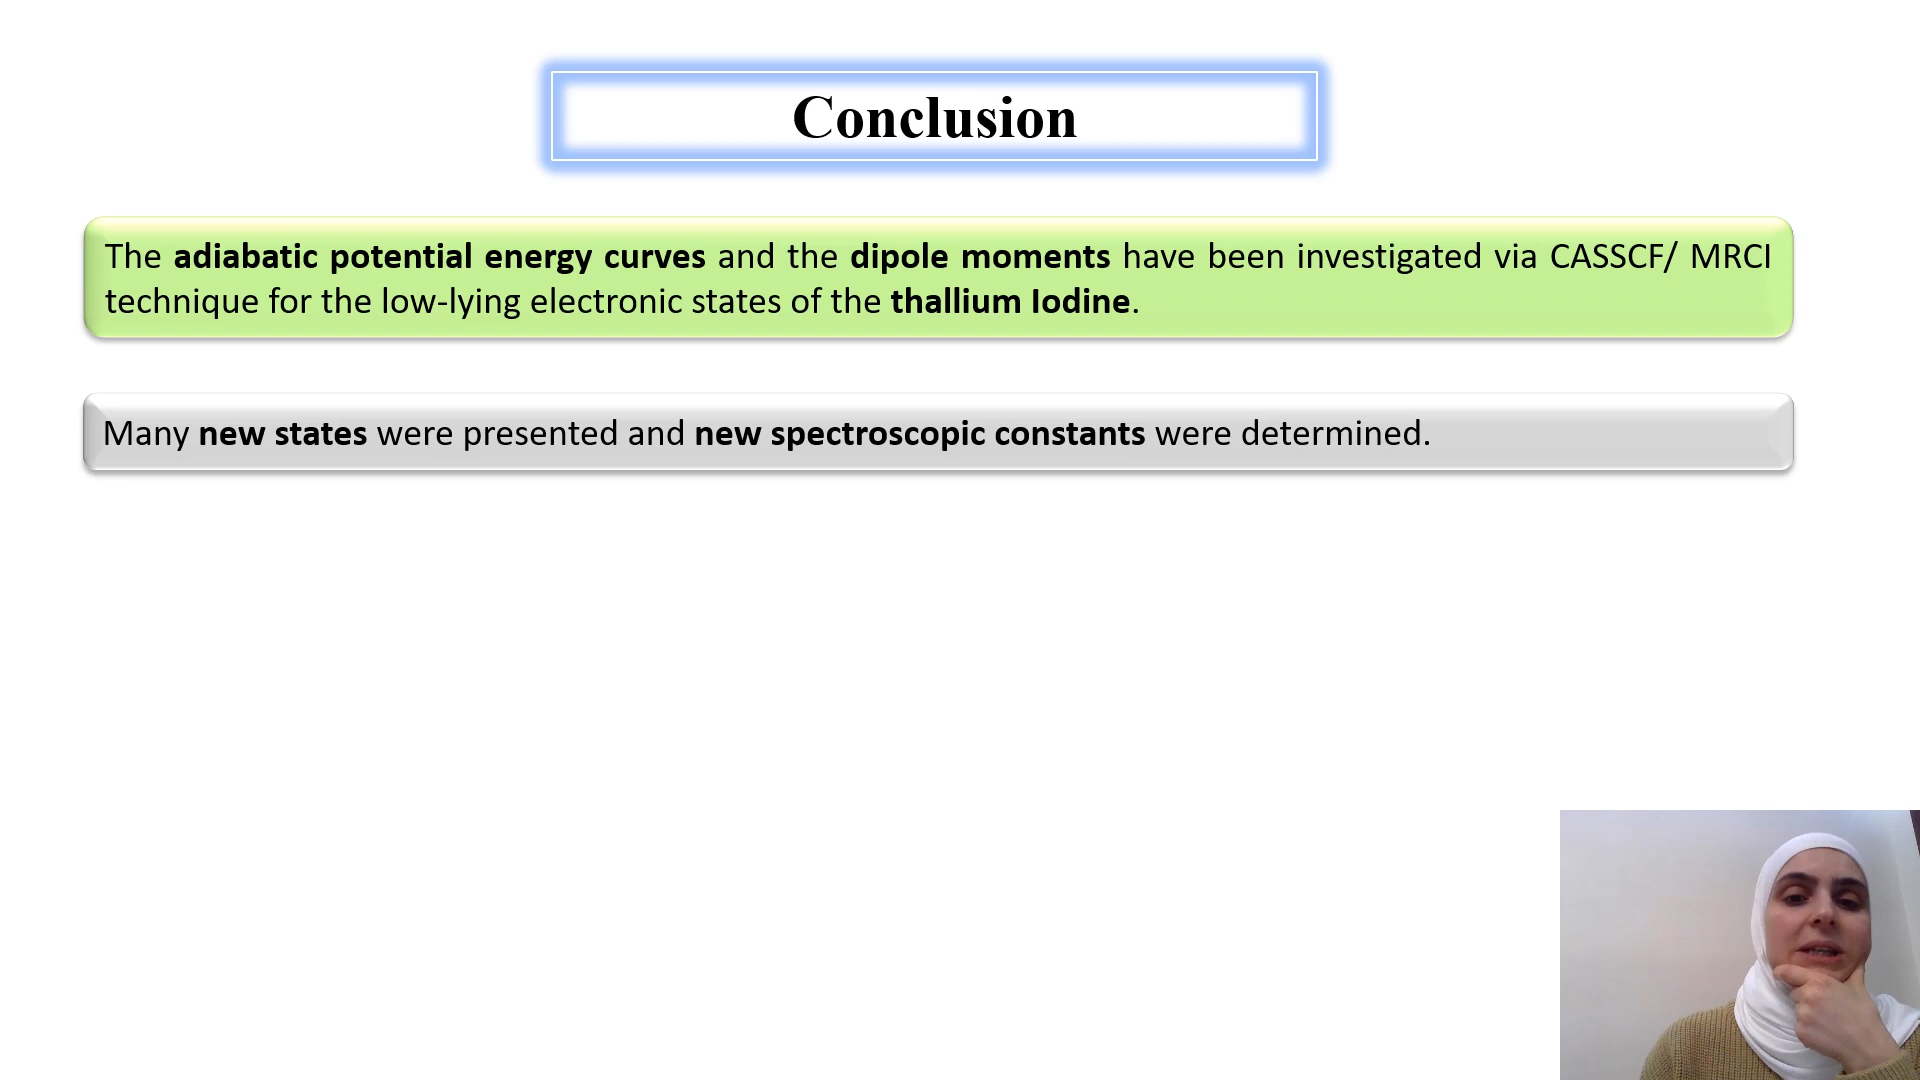 Conclusion
The adiabatic potential energy curves and the dipole moments have been investigated via CASSCF/ MRCI
technique for the low-lying electronic states of the thallium Iodine.
Many new states were presented and new spectroscopic constants were determined.